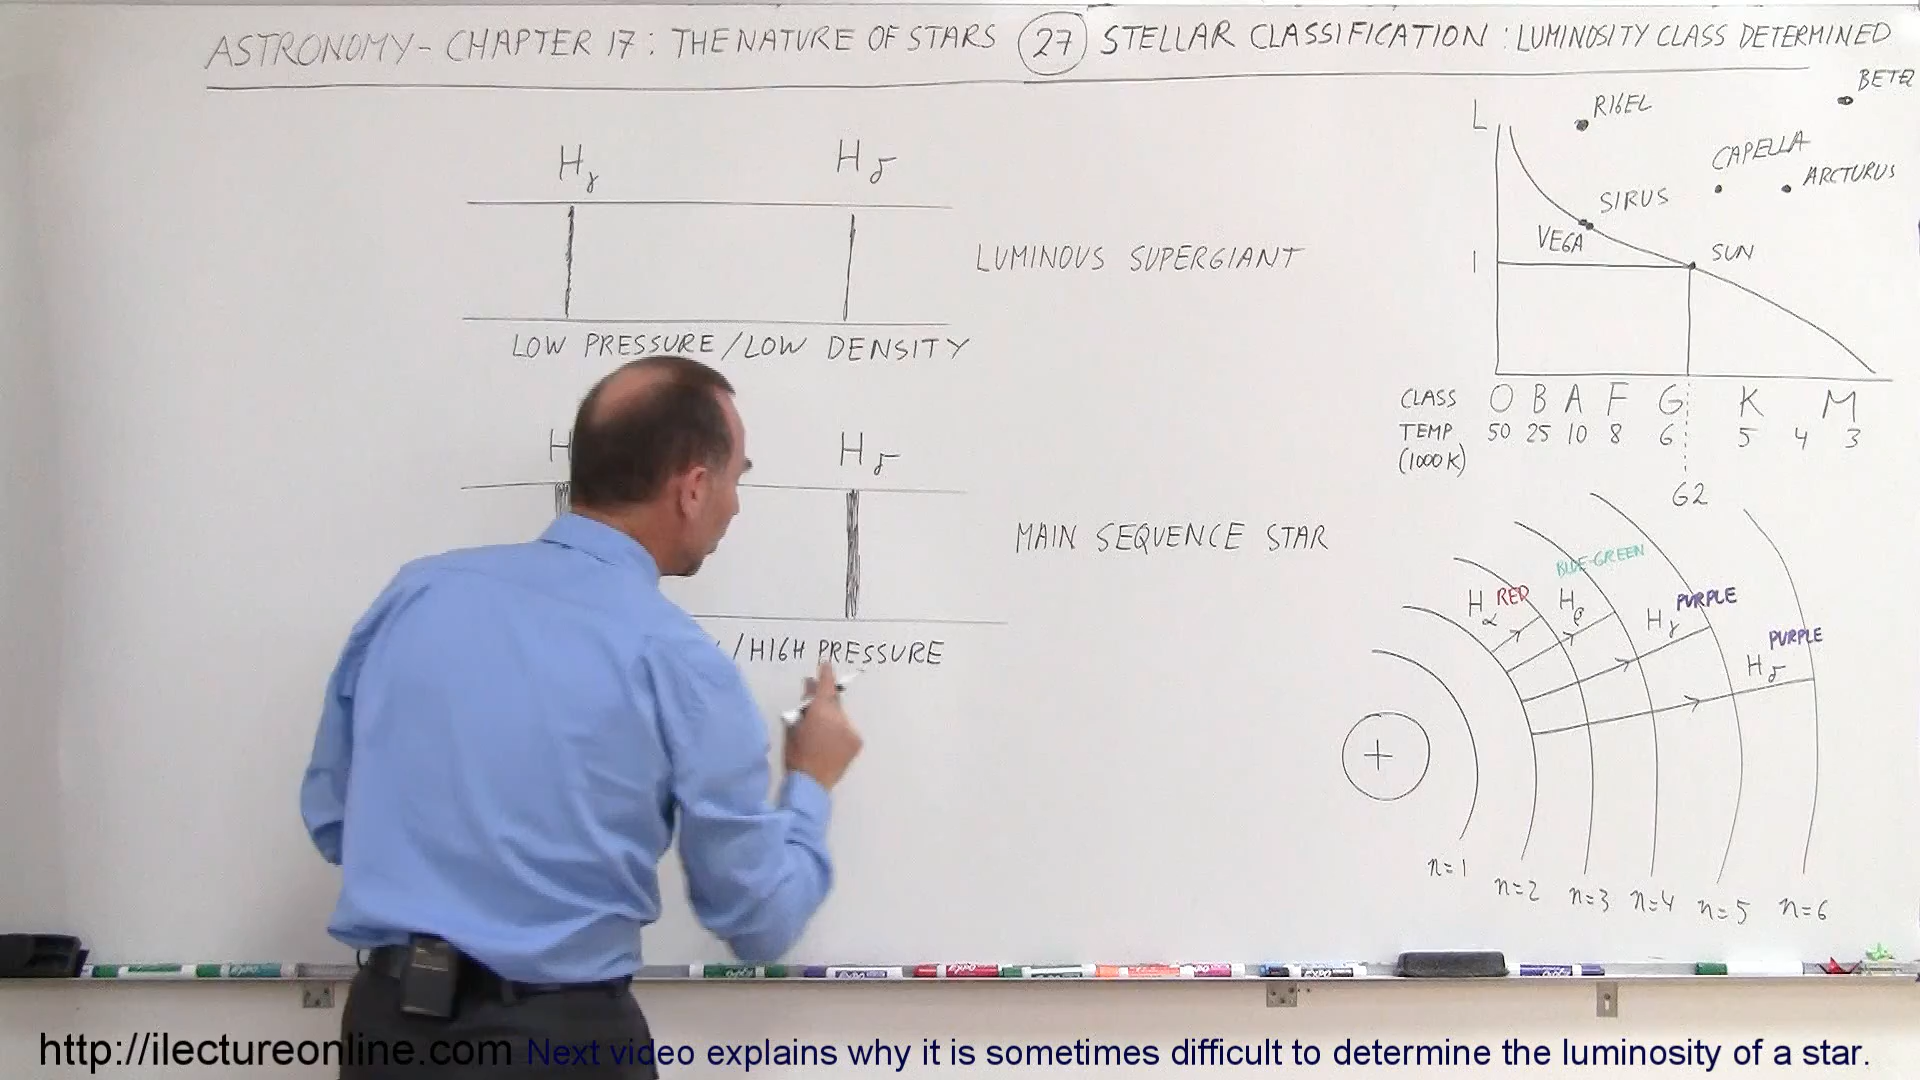 ASTRONOMY - CHAPTER 17 : THE NATURE OF STARS 27 STELLAR CLASSIFICATION : LUMINOSITY CLASS DETERMINED
Hγ Hδ
LUMINOUS SUPERGIANT
LOW PRESSURE / LOW DENSITY
H Hδ
MAIN SEQUENCE STAR
/ HIGH PRESSURE
L
RIGEL
CAPELLA
ARCTURUS
SIRUS
VEGA
SUN
1
CLASS O B A F G K M
TEMP 50 25 10 8 6 5 4 3
(1000 K)
G2
Hα RED
Hβ BLUE-GREEN
Hγ PURPLE
Hδ PURPLE
+
n=1 n=2 n=3 n=4 n=5 n=6
http://ilectureonline.com Next video explains why it is sometimes difficult to determine the luminosity of a star.